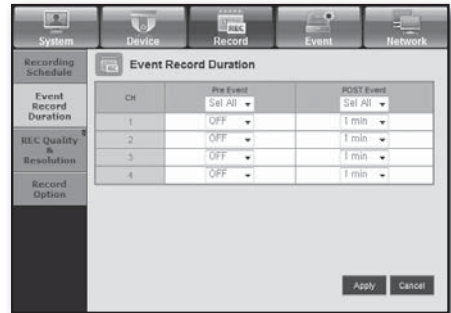 REC
System Device Record Event Network
Recording
Schedule
Event Record Duration
Event
Record
Duration
CH Pre Event POST Event
Sel All Sel All
1 OFF 1 min
2 OFF 1 min
3 OFF 1 min
4 OFF 1 min
REC Quality
&
Resolution
Record
Option
Apply Cancel